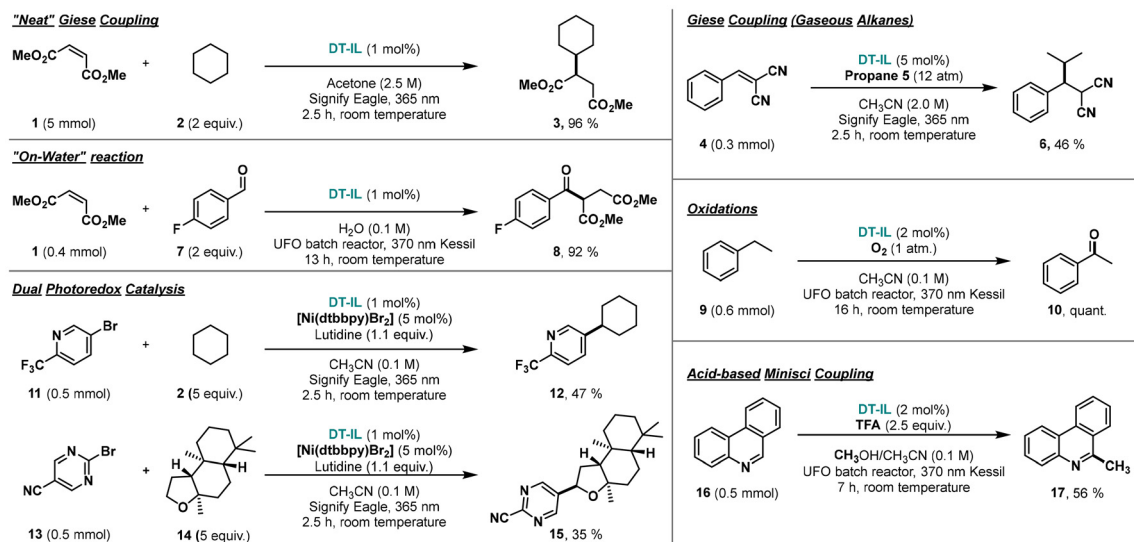 "Neat" Giese Coupling
MeO2C
CO2Me
+
1 (5 mmol)
2 (2 equiv.)
DT-IL (1 mol%)
Acetone (2.5 M)
Signify Eagle, 365 nm
2.5 h, room temperature
MeO2C
CO2Me
3, 96 %
"On-Water" reaction
MeO2C
CO2Me
+
O
F
1 (0.4 mmol)
7 (2 equiv.)
DT-IL (1 mol%)
H2O (0.1 M)
UFO batch reactor, 370 nm Kessil
13 h, room temperature
O
CO2Me
CO2Me
F
8, 92 %
Dual Photoredox Catalysis
Br
N
F3C
+
11 (0.5 mmol)
2 (5 equiv.)
DT-IL (1 mol%)
[Ni(dtbbpy)Br2] (5 mol%)
Lutidine (1.1 equiv.)
CH3CN (0.1 M)
Signify Eagle, 365 nm
2.5 h, room temperature
N
F3C
12, 47 %
N
Br
N
NC
+
H
H
O
13 (0.5 mmol)
14 (5 equiv.)
DT-IL (1 mol%)
[Ni(dtbbpy)Br2] (5 mol%)
Lutidine (1.1 equiv.)
CH3CN (0.1 M)
Signify Eagle, 365 nm
2.5 h, room temperature
H
H
N
O
NC
N
15, 35 %
Giese Coupling (Gaseous Alkanes)
CN
CN
4 (0.3 mmol)
DT-IL (5 mol%)
Propane 5 (12 atm)
CH3CN (2.0 M)
Signify Eagle, 365 nm
2.5 h, room temperature
CN
CN
6, 46 %
Oxidations
9 (0.6 mmol)
DT-IL (2 mol%)
O2 (1 atm.)
CH3CN (0.1 M)
UFO batch reactor, 370 nm Kessil
16 h, room temperature
O
10, quant.
Acid-based Minisci Coupling
N
16 (0.5 mmol)
DT-IL (2 mol%)
TFA (2.5 equiv.)
CH3OH/CH3CN (0.1 M)
UFO batch reactor, 370 nm Kessil
7 h, room temperature
N
CH3
17, 56 %